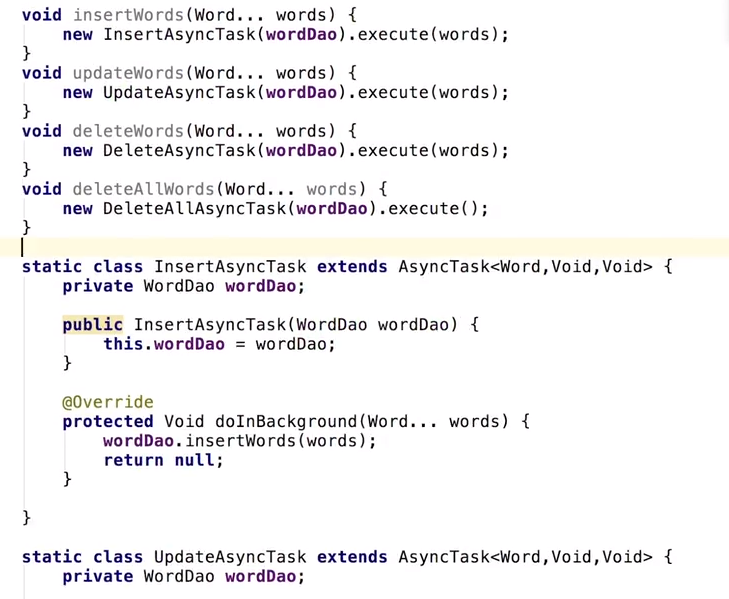 void insertWords(Word... words) {
    new InsertAsyncTask(wordDao).execute(words);
}
void updateWords(Word... words) {
    new UpdateAsyncTask(wordDao).execute(words);
}
void deleteWords(Word... words) {
    new DeleteAsyncTask(wordDao).execute(words);
}
void deleteAllWords(Word... words) {
    new DeleteAllAsyncTask(wordDao).execute();
}
static class InsertAsyncTask extends AsyncTask<Word,Void,Void> {
    private WordDao wordDao;
    public InsertAsyncTask(WordDao wordDao) {
        this.wordDao = wordDao;
    }
    @Override
    protected Void doInBackground(Word... words) {
        wordDao.insertWords(words);
        return null;
    }
}
static class UpdateAsyncTask extends AsyncTask<Word,Void,Void> {
    private WordDao wordDao;